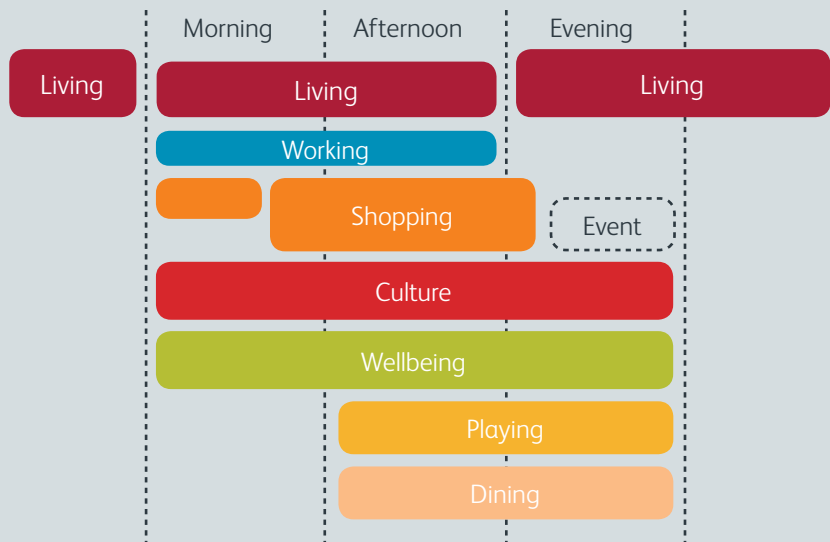 Morning
Afternoon
Evening
Living
Living
Living
Working
Shopping
Event
Culture
Wellbeing
Playing
Dining